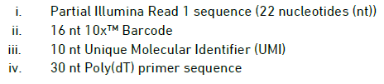 i. Partial Illumina Read 1 sequence (22 nucleotides (nt))
ii. 16 nt 10x™ Barcode
iii. 10 nt Unique Molecular Identifier (UMI)
iv. 30 nt Poly(dT) primer sequence